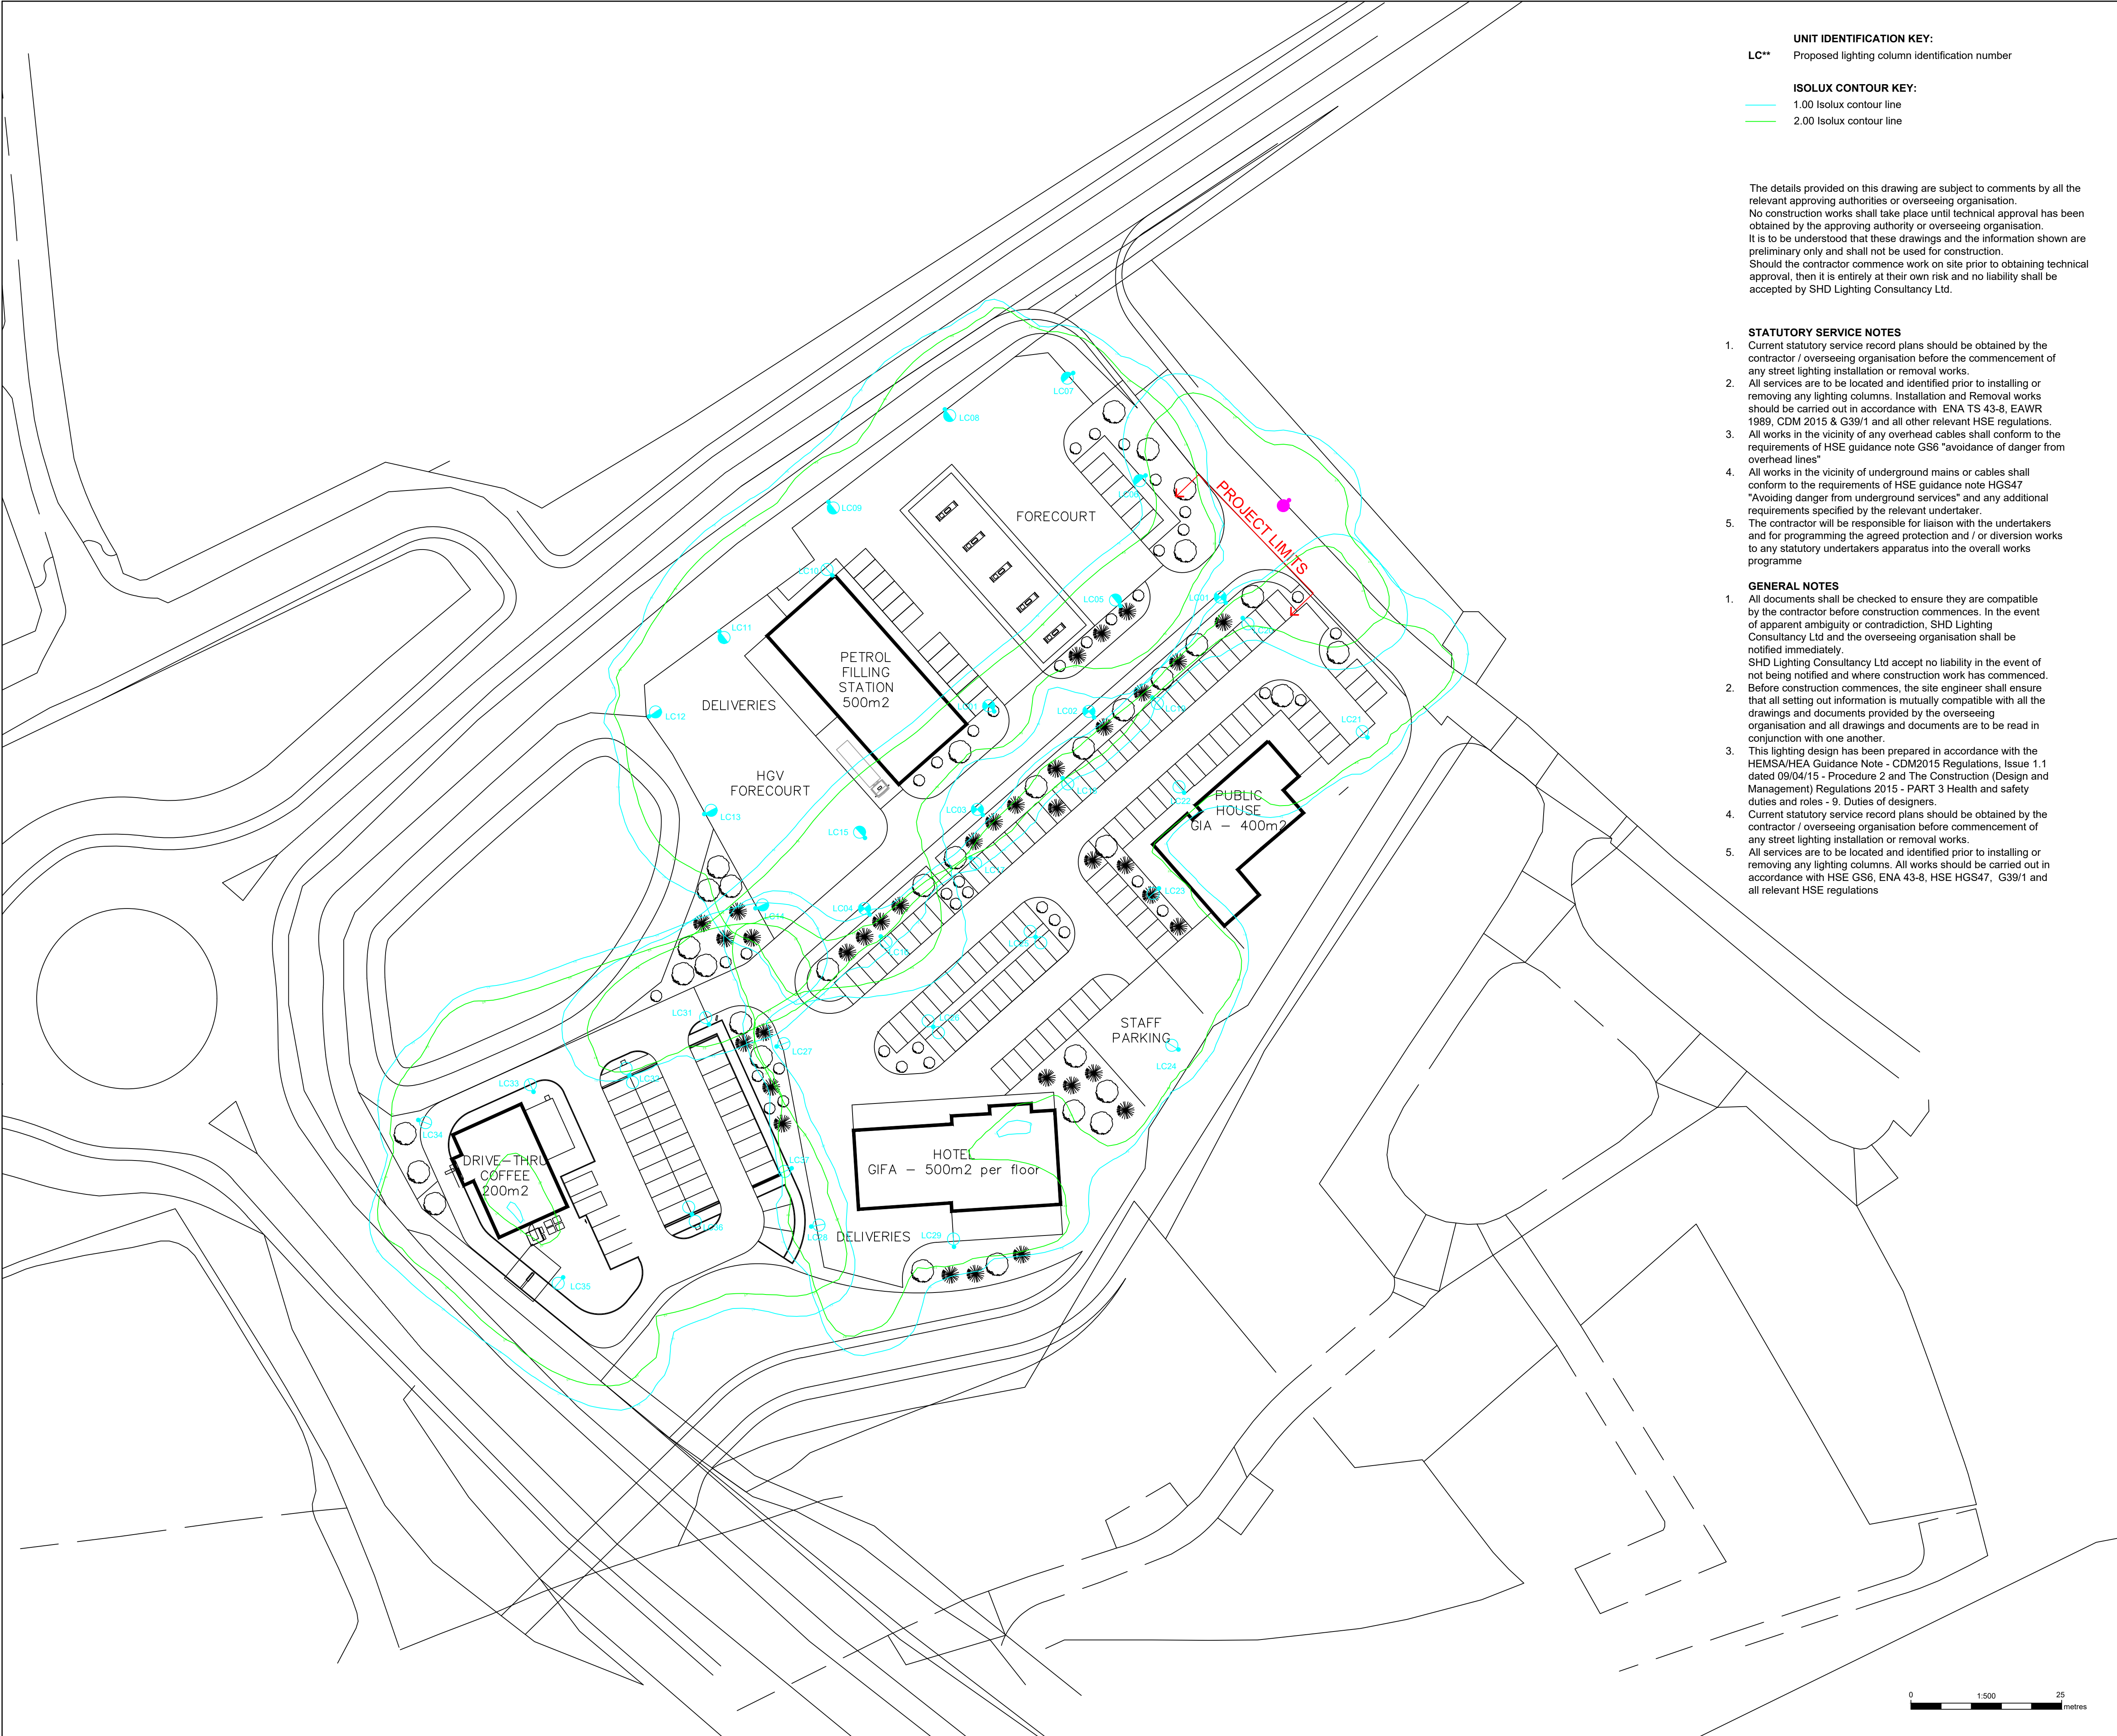 UNIT IDENTIFICATION KEY:
LC** Proposed lighting column identification number
ISOLUX CONTOUR KEY:
1.00 Isolux contour line
2.00 Isolux contour line
The details provided on this drawing are subject to comments by all the
relevant approving authorities or overseeing organisation.
No construction works shall take place until technical approval has been
obtained by the approving authority or overseeing organisation.
It is to be understood that these drawings and the information shown are
preliminary only and shall not be used for construction.
Should the contractor commence work on site prior to obtaining technical
approval, then it is entirely at their own risk and no liability shall be
accepted by SHD Lighting Consultancy Ltd.
STATUTORY SERVICE NOTES
1. Current statutory service record plans should be obtained by the
contractor / overseeing organisation before the commencement of
any street lighting installation or removal works.
2. All services are to be located and identified prior to installing or
removing any lighting columns. Installation and Removal works
should be carried out in accordance with ENA TS 43-8, EAWR
1989, CDM 2015 & G39/1 and all other relevant HSE regulations.
3. All works in the vicinity of any overhead cables shall conform to the
requirements of HSE guidance note GS6 "avoidance of danger from
overhead lines"
4. All works in the vicinity of underground mains or cables shall
conform to the requirements of HSE guidance note HGS47
"Avoiding danger from underground services" and any additional
requirements specified by the relevant undertaker.
5. The contractor will be responsible for liaison with the undertakers
and for programming the agreed protection and / or diversion works
to any statutory undertakers apparatus into the overall works
programme
GENERAL NOTES
1. All documents shall be checked to ensure they are compatible
by the contractor before construction commences. In the event
of apparent ambiguity or contradiction, SHD Lighting
Consultancy Ltd and the overseeing organisation shall be
notified immediately.
SHD Lighting Consultancy Ltd accept no liability in the event of
not being notified and where construction work has commenced.
2. Before construction commences, the site engineer shall ensure
that all setting out information is mutually compatible with all the
drawings and documents provided by the overseeing
organisation and all drawings and documents are to be read in
conjunction with one another.
3. This lighting design has been prepared in accordance with the
HEMSA/HEA Guidance Note - CDM2015 Regulations, Issue 1.1
dated 09/04/15 - Procedure 2 and The Construction (Design and
Management) Regulations 2015 - PART 3 Health and safety
duties and roles - 9. Duties of designers.
4. Current statutory service record plans should be obtained by the
contractor / overseeing organisation before commencement of
any street lighting installation or removal works.
5. All services are to be located and identified prior to installing or
removing any lighting columns. All works should be carried out in
accordance with HSE GS6, ENA 43-8, HSE HGS47, G39/1 and
all relevant HSE regulations
LC07
LC08
LC09
PROJECT LIMITS
FORECOURT
LC10
LC01
LC11
PETROL
FILLING
STATION
500m2
DELIVERIES
LC12
LC01
LC02
LC21
HGV
FORECOURT
LC13
LC03
LC15
LC22
PUBLIC
HOUSE
GIA - 400m2
LC23
LC04
LC14
LC31
LC27
STAFF
PARKING
LC24
LC33
LC34
DRIVE-THRU
COFFEE
200m2
HOTEL
GIFA - 500m2 per floor
LC28
DELIVERIES
LC29
LC35
LC36
0 1:500 25
metres